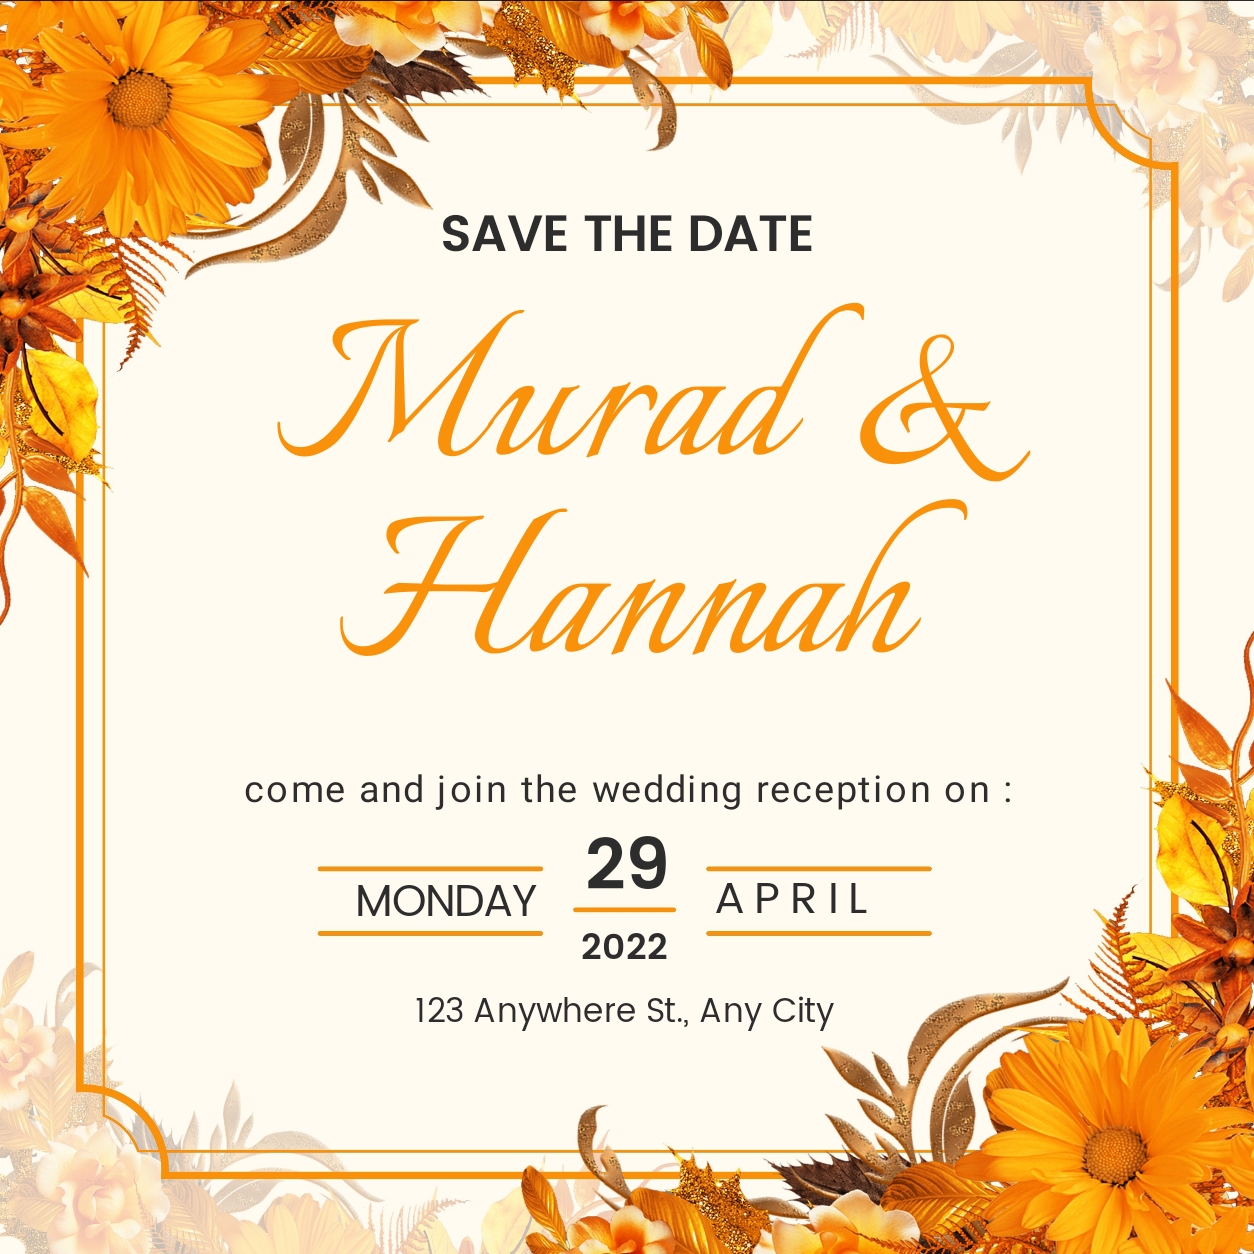 SAVE THE DATE
Murad &
Hannah
come and join the wedding reception on :
MONDAY 29 APRIL
2022
123 Anywhere St., Any City